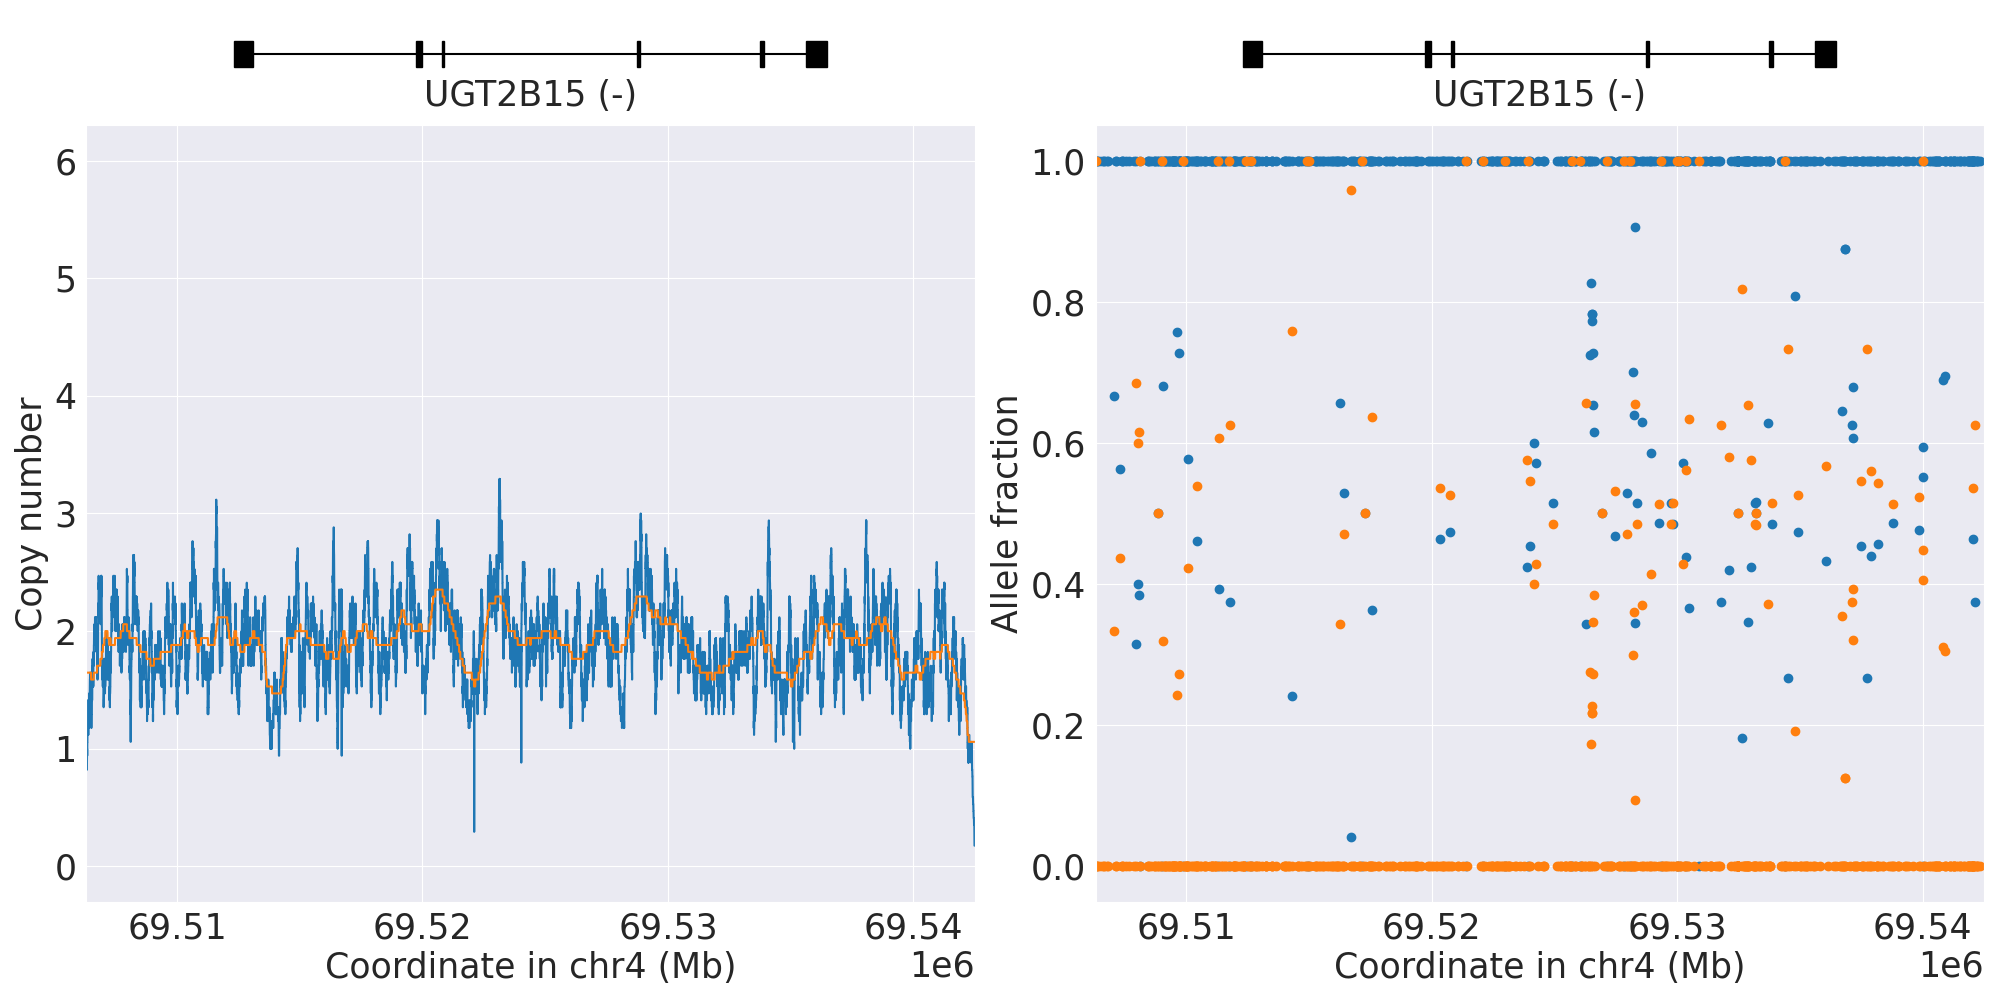 UGT2B15 (-)
Copy number
6
5
4
3
2
1
0
69.51 69.52 69.53 69.54
Coordinate in chr4 (Mb)
1e6
UGT2B15 (-)
Allele fraction
1.0
0.8
0.6
0.4
0.2
0.0
69.51 69.52 69.53 69.54
Coordinate in chr4 (Mb)
1e6